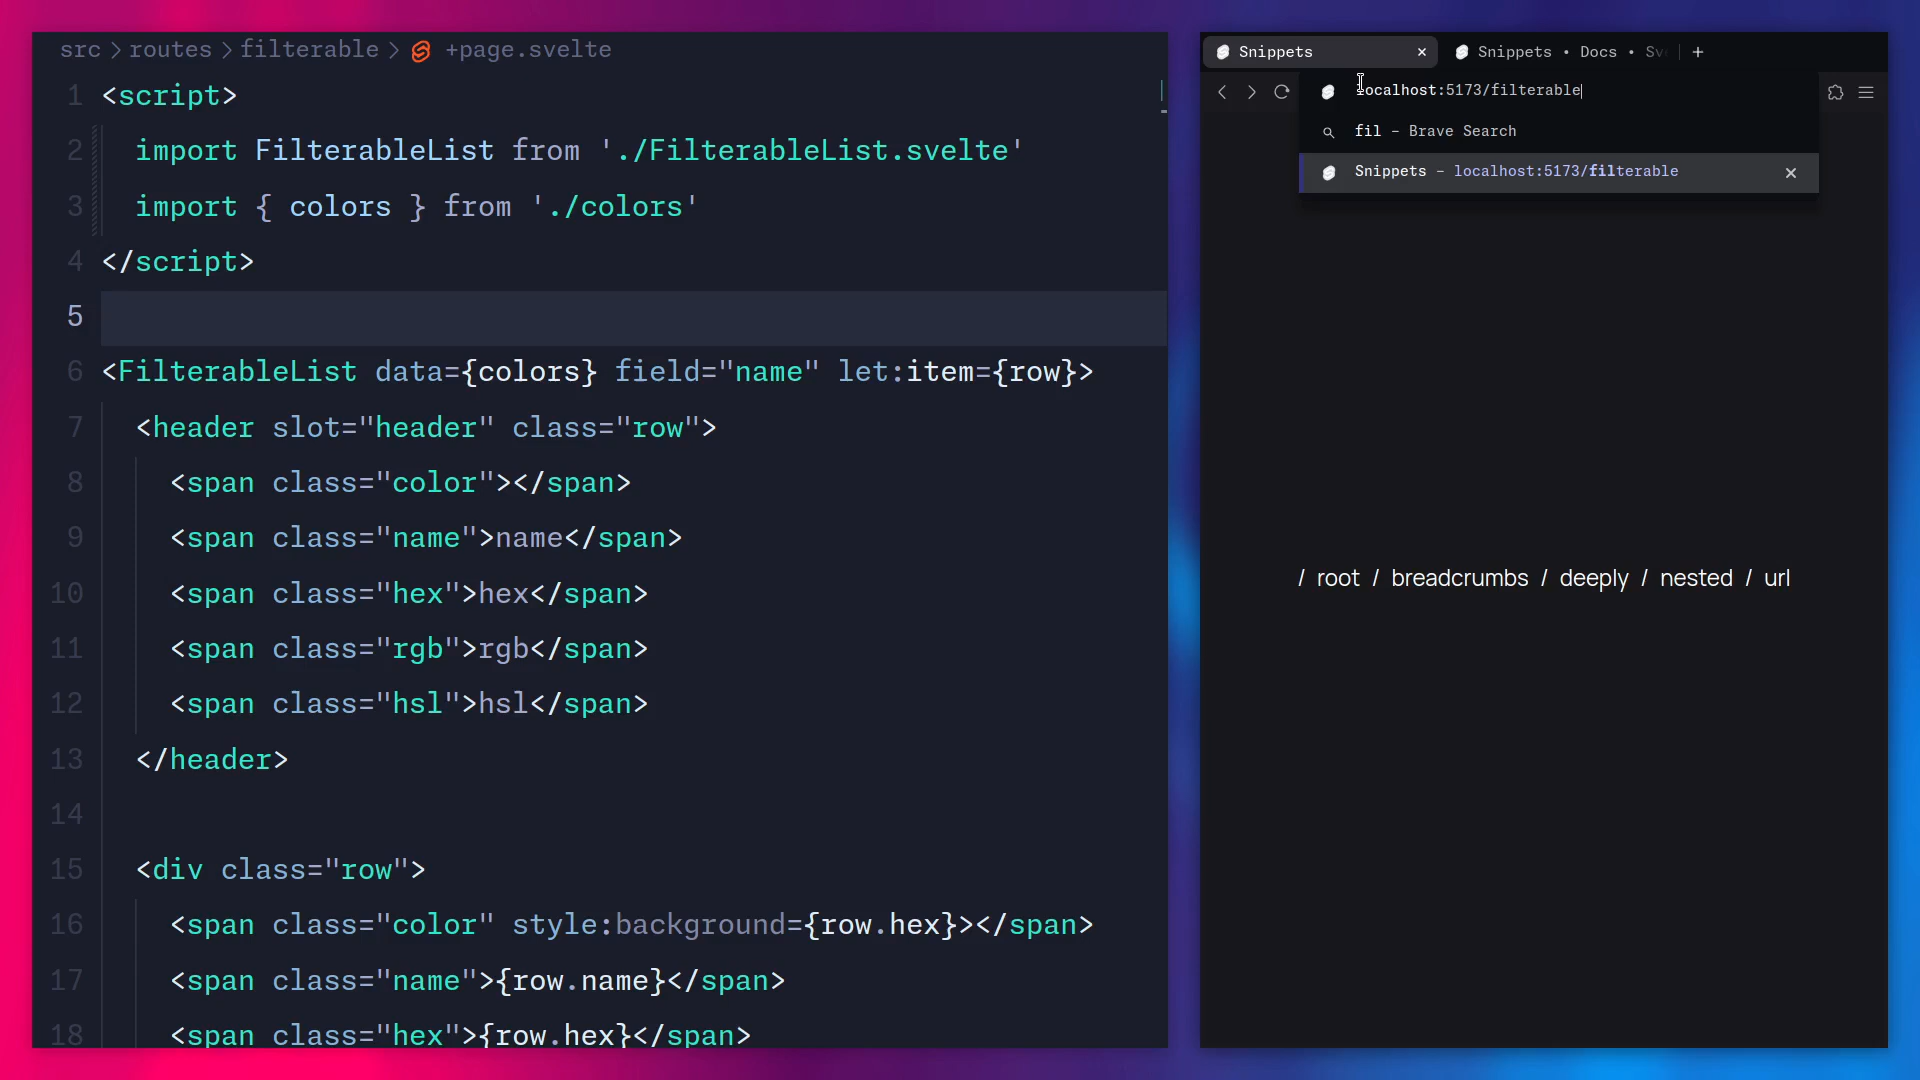 src > routes > filterable > +page.svelte
1 <script>
2 import FilterableList from './FilterableList.svelte'
3 import { colors } from './colors'
4 </script>
5
6 <FilterableList data={colors} field="name" let:item={row}>
7 <header slot="header" class="row">
8 <span class="color"></span>
9 <span class="name">name</span>
10 <span class="hex">hex</span>
11 <span class="rgb">rgb</span>
12 <span class="hsl">hsl</span>
13 </header>
14
15 <div class="row">
16 <span class="color" style:background={row.hex}></span>
17 <span class="name">{row.name}</span>
18 <span class="hex">{row.hex}</span>
Snippets
Snippets • Docs • Sv
localhost:5173/filterable
fil – Brave Search
Snippets – localhost:5173/filterable
/ root / breadcrumbs / deeply / nested / url